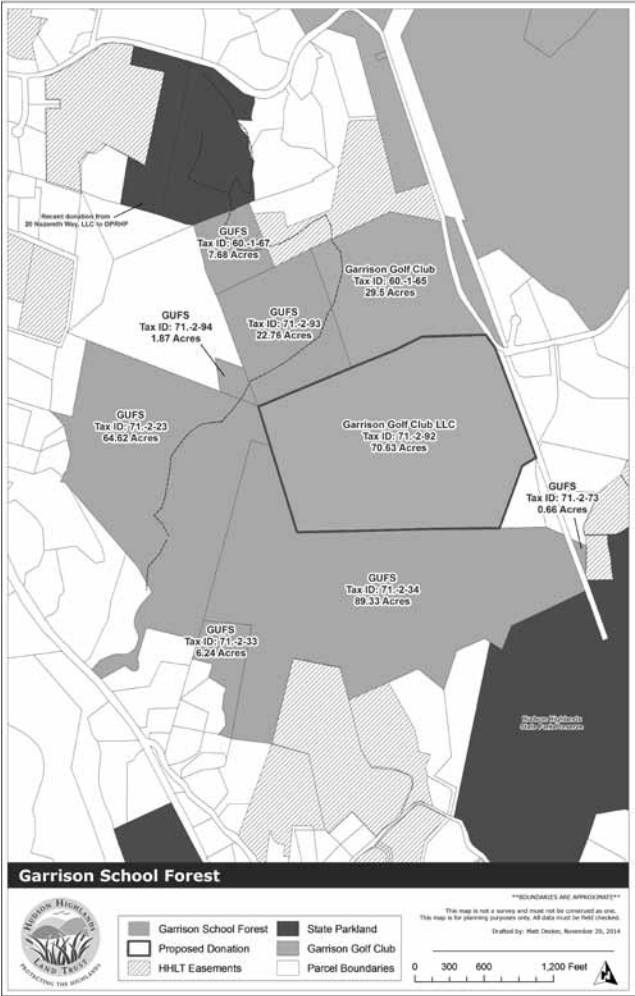 Recent donation from
20 Nazareth Way, LLC to OPRHP
GUFS
Tax ID: 60.-1-67
7.68 Acres
Garrison Golf Club
Tax ID: 60.-1-65
29.5 Acres
GUFS
Tax ID: 71.-2-94
1.87 Acres
GUFS
Tax ID: 71.-2-93
22.76 Acres
GUFS
Tax ID: 71.-2-23
64.62 Acres
Garrison Golf Club LLC
Tax ID: 71.-2-92
70.63 Acres
GUFS
Tax ID: 71.-2-73
0.66 Acres
GUFS
Tax ID: 71.-2-34
89.33 Acres
GUFS
Tax ID: 71.-2-33
6.24 Acres
Hudson Highlands
State Park Preserve
Garrison School Forest
HUDSON HIGHLANDS
LAND TRUST
PROTECTING THE HIGHLANDS
Garrison School Forest
Proposed Donation
HHLT Easements
State Parkland
Garrison Golf Club
Parcel Boundaries
**BOUNDARIES ARE APPROXIMATE**
This map is not a survey and must not be construed as one.
This map is for planning purposes only. All data must be field checked.
Drafted by: Matt Decker, November 20, 2014
0 300 600 1,200 Feet